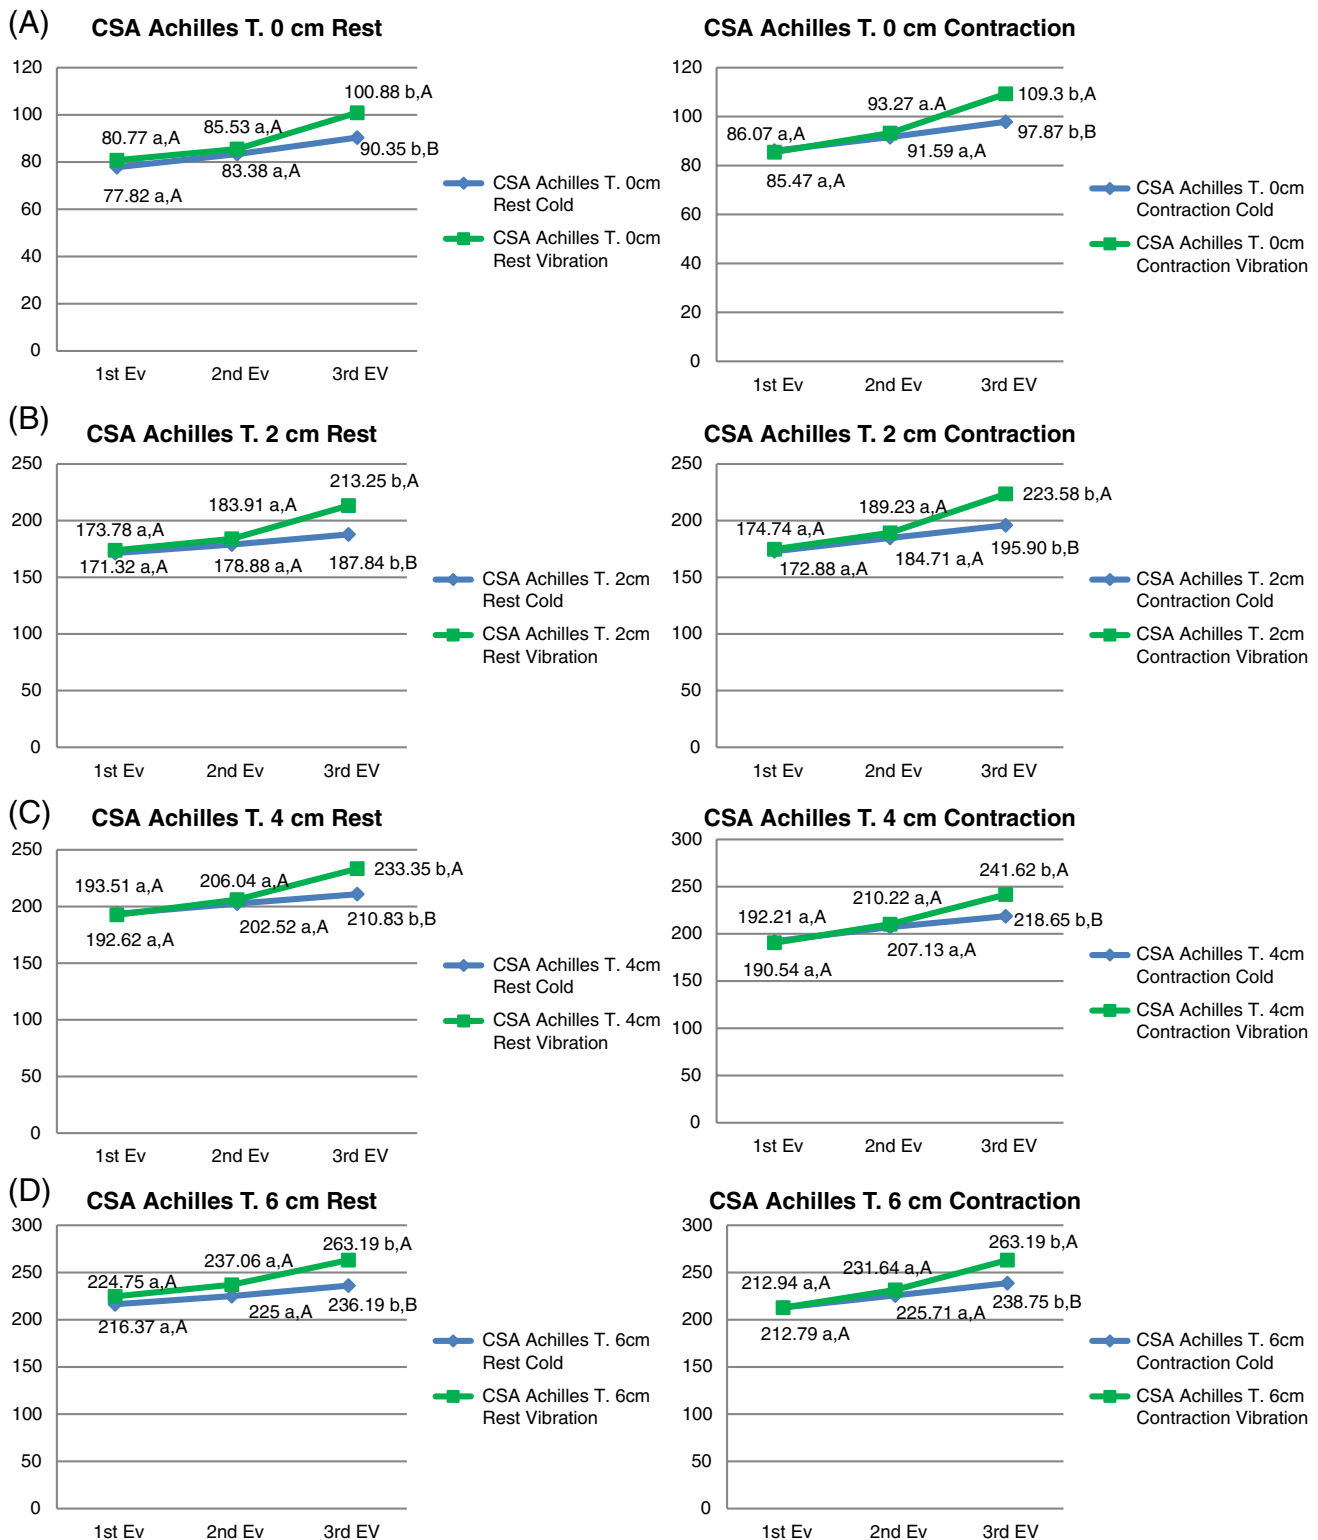 (A)
CSA Achilles T. 0 cm Rest
120
100
80
60
40
20
0
100.88 b,A
80.77 a,A
85.53 a,A
90.35 b,B
83.38 a,A
77.82 a,A
1st Ev 2nd Ev 3rd EV
CSA Achilles T. 0cm
Rest Cold
CSA Achilles T. 0cm
Rest Vibration
CSA Achilles T. 0 cm Contraction
120
100
80
60
40
20
0
93.27 a.A
109.3 b,A
86.07 a,A
97.87 b,B
91.59 a,A
85.47 a,A
1st Ev 2nd Ev 3rd EV
CSA Achilles T. 0cm
Contraction Cold
CSA Achilles T. 0cm
Contraction Vibration
(B)
CSA Achilles T. 2 cm Rest
250
200
150
100
50
0
213.25 b,A
183.91 a,A
173.78 a,A
171.32 a,A
178.88 a,A
187.84 b,B
1st Ev 2nd Ev 3rd EV
CSA Achilles T. 2cm
Rest Cold
CSA Achilles T. 2cm
Rest Vibration
CSA Achilles T. 2 cm Contraction
250
200
150
100
50
0
223.58 b,A
189.23 a,A
174.74 a,A
195.90 b,B
184.71 a,A
172.88 a,A
1st Ev 2nd Ev 3rd EV
CSA Achilles T. 2cm
Contraction Cold
CSA Achilles T. 2cm
Contraction Vibration
(C)
CSA Achilles T. 4 cm Rest
250
200
150
100
50
0
233.35 b,A
206.04 a,A
193.51 a,A
210.83 b,B
202.52 a,A
192.62 a,A
1st Ev 2nd Ev 3rd EV
CSA Achilles T. 4cm
Rest Cold
CSA Achilles T. 4cm
Rest Vibration
CSA Achilles T. 4 cm Contraction
300
250
200
150
100
50
0
241.62 b,A
210.22 a,A
192.21 a,A
218.65 b,B
207.13 a,A
190.54 a,A
1st Ev 2nd Ev 3rd EV
CSA Achilles T. 4cm
Contraction Cold
CSA Achilles T. 4cm
Contraction Vibration
(D)
CSA Achilles T. 6 cm Rest
300
250
200
150
100
50
0
263.19 b,A
237.06 a,A
224.75 a,A
236.19 b,B
225 a,A
216.37 a,A
1st Ev 2nd Ev 3rd EV
CSA Achilles T. 6cm
Rest Cold
CSA Achilles T. 6cm
Rest Vibration
CSA Achilles T. 6 cm Contraction
300
250
200
150
100
50
0
263.19 b,A
231.64 a,A
212.94 a,A
238.75 b,B
225.71 a,A
212.79 a,A
1st Ev 2nd Ev 3rd EV
CSA Achilles T. 6cm
Contraction Cold
CSA Achilles T. 6cm
Contraction Vibration